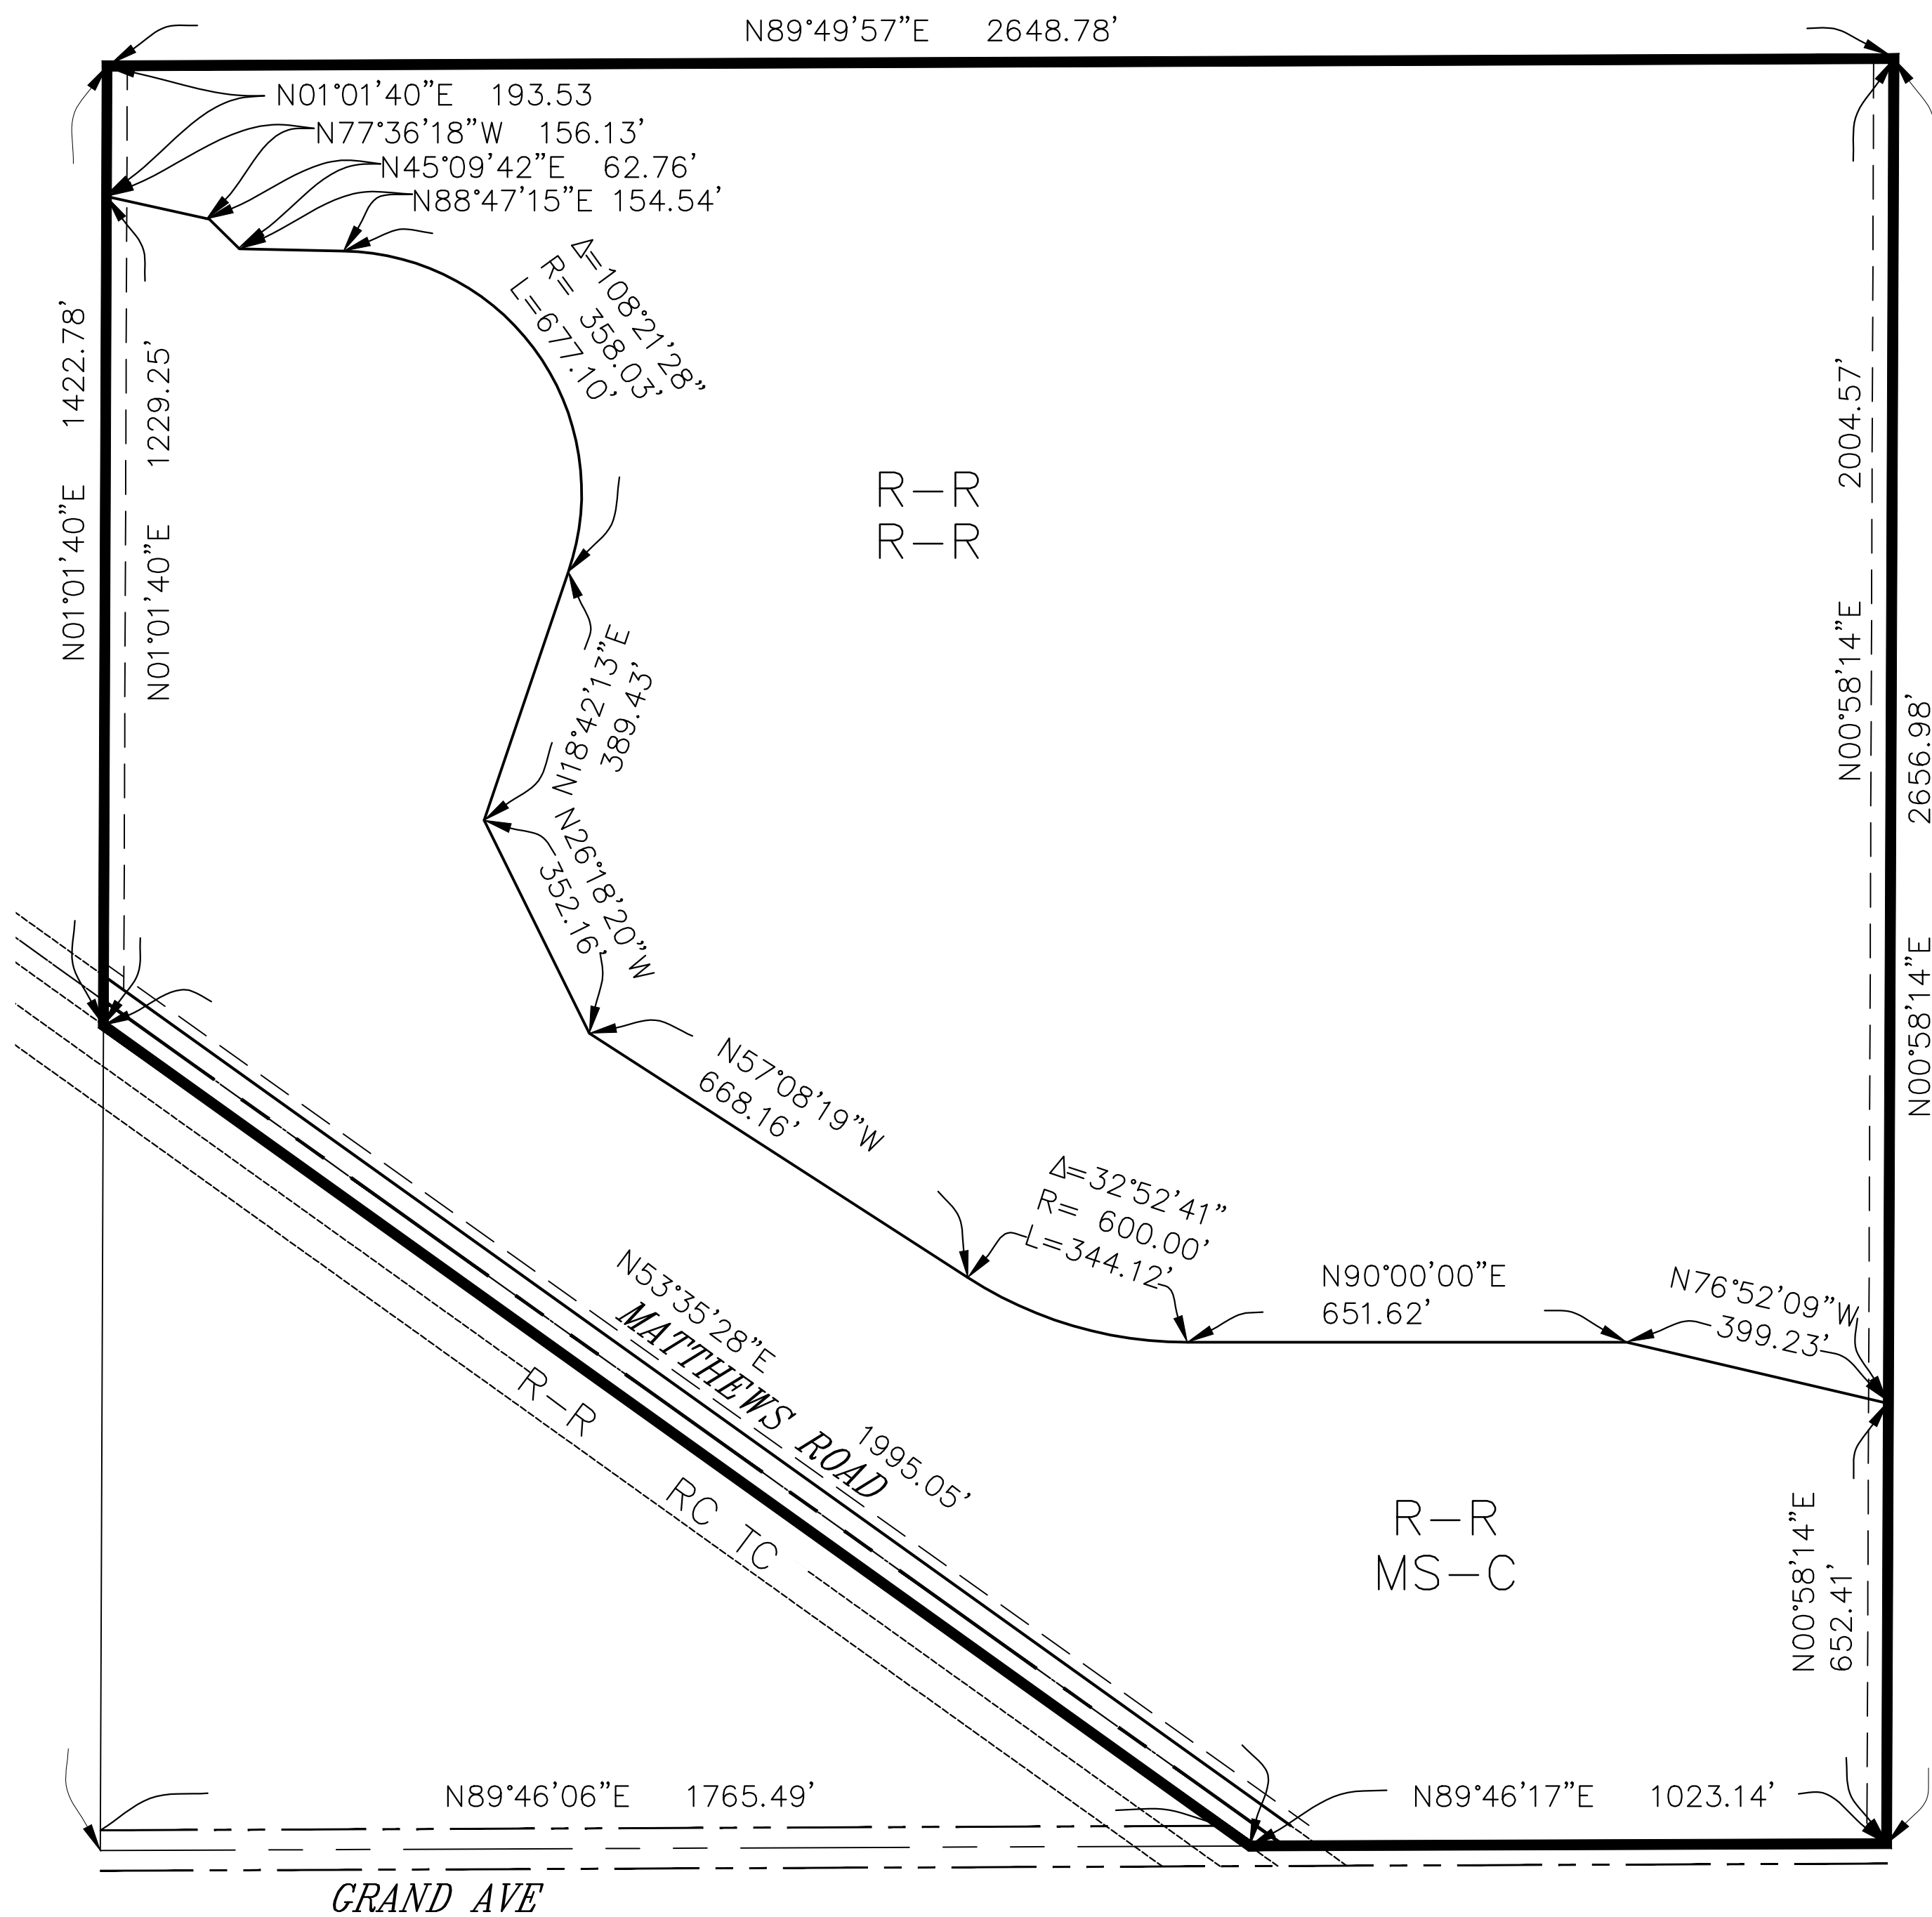 N89°49'57"E 2648.78'
N01°01'40"E 193.53
N77°36'18"W 156.13'
N45°09'42"E 62.76'
N88°47'15"E 154.54'
Δ=108°21'28"
R= 358.03'
L=677.10'
N01°01'40"E 1422.78'
N01°01'40"E 1229.25'
R-R
R-R
N00°58'14"E 2004.57'
N00°58'14"E 2656.98'
N18°42'13"E
389.43'
N26°18'20"W
352.16'
N57°08'19"W
668.16'
Δ=32°52'41"
R= 600.00'
L=344.12'
N90°00'00"E
651.62'
N76°52'09"W
399.23'
N53°35'28"E 1995.05'
MATTHEWS ROAD
R-R RC TC
R-R
MS-C
N00°58'14"E
652.41'
N89°46'06"E 1765.49'
N89°46'17"E 1023.14'
GRAND AVE